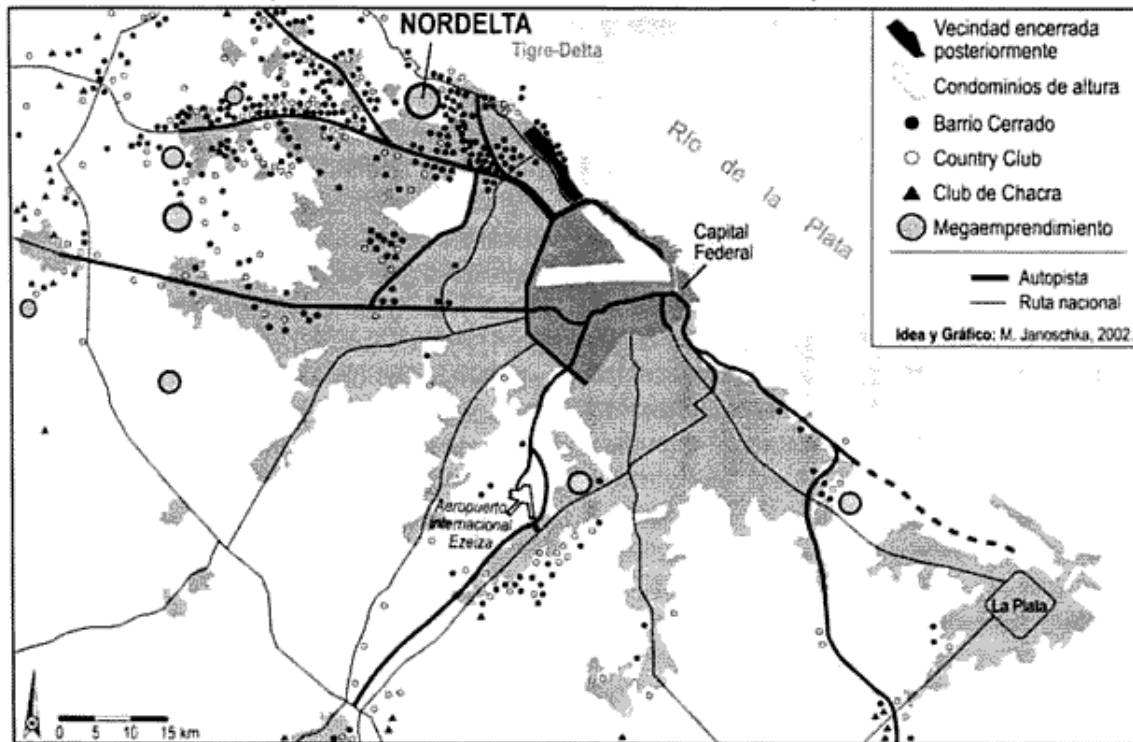 NORDELTA
Tigre-Delta
Río de la Plata
Capital
Federal
Aeropuerto
Internacional
Ezeiza
La Plata
0 5 10 15 km
Vecindad encerrada
posteriormente
Condominios de altura
Barrio Cerrado
Country Club
Club de Chacra
Megaemprendimiento
Autopista
Ruta nacional
Idea y Gráfico: M. Janoschka, 2002.